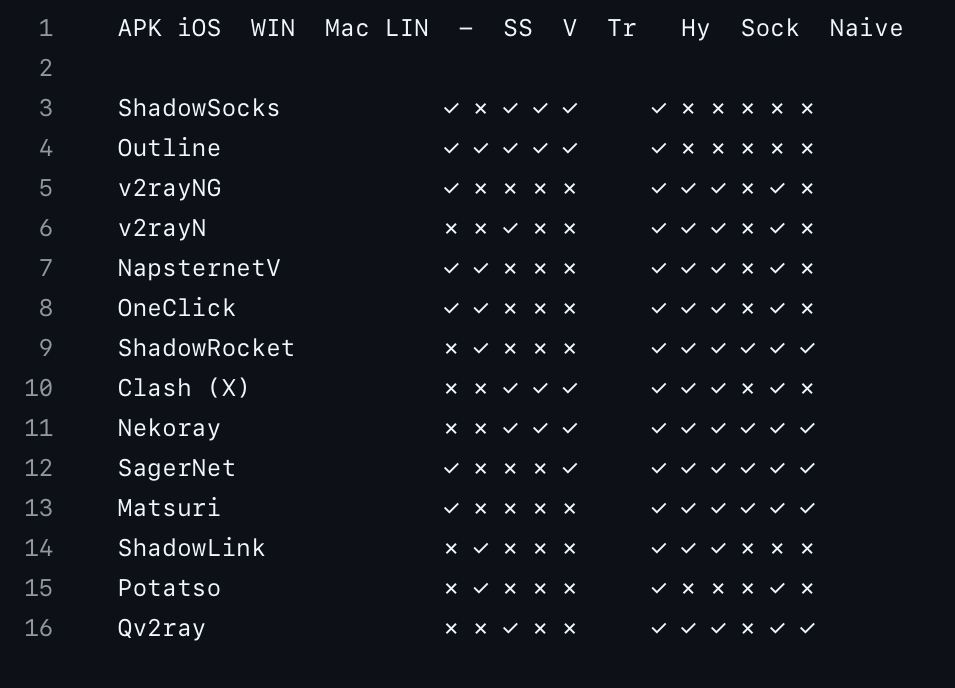 1 APK iOS WIN Mac LIN – SS V Tr Hy Sock Naive
2
3 ShadowSocks ✓ × ✓ ✓ ✓ ✓ × × × × ×
4 Outline ✓ ✓ ✓ ✓ ✓ ✓ × × × × ×
5 v2rayNG ✓ × × × × ✓ ✓ ✓ × ✓ ×
6 v2rayN × × ✓ × × ✓ ✓ ✓ × ✓ ×
7 NapsternetV ✓ ✓ × × × ✓ ✓ ✓ × ✓ ×
8 OneClick ✓ ✓ × × × ✓ ✓ ✓ × ✓ ×
9 ShadowRocket × ✓ × × × ✓ ✓ ✓ ✓ ✓ ✓
10 Clash (X) × × ✓ ✓ ✓ ✓ ✓ ✓ × ✓ ×
11 Nekoray × × ✓ ✓ ✓ ✓ ✓ ✓ ✓ ✓ ✓
12 SagerNet ✓ × × × ✓ ✓ ✓ ✓ ✓ ✓ ✓
13 Matsuri ✓ × × × × ✓ ✓ ✓ ✓ ✓ ✓
14 ShadowLink × ✓ × × × ✓ ✓ ✓ × × ×
15 Potatso × ✓ × × × ✓ × × × ✓ ×
16 Qv2ray × × ✓ × × ✓ ✓ ✓ × ✓ ✓